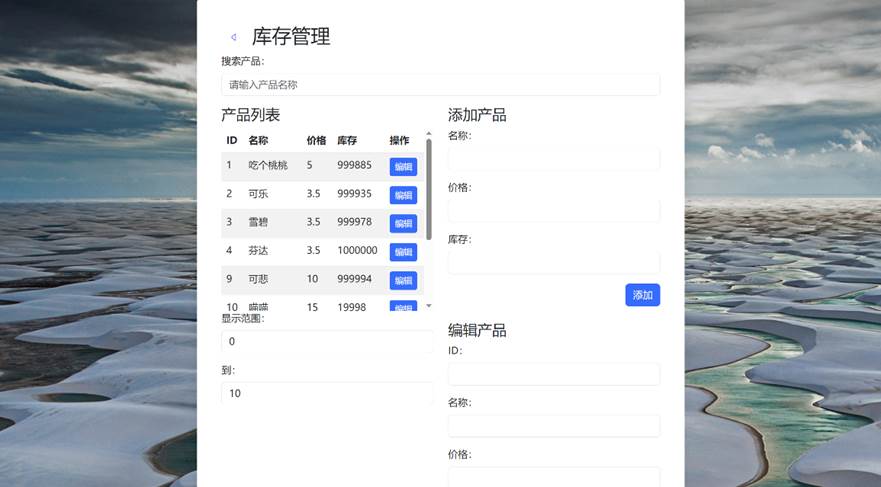 库存管理
搜索产品：
请输入产品名称
产品列表
ID 名称 价格 库存 操作
1 吃个桃桃 5 999885 编辑
2 可乐 3.5 999935 编辑
3 雪碧 3.5 999978 编辑
4 芬达 3.5 1000000 编辑
9 可悲 10 999994 编辑
10 喵喵 15 19998 编辑
显示范围：
0
到：
10
添加产品
名称：
价格：
库存：
添加
编辑产品
ID：
名称：
价格：